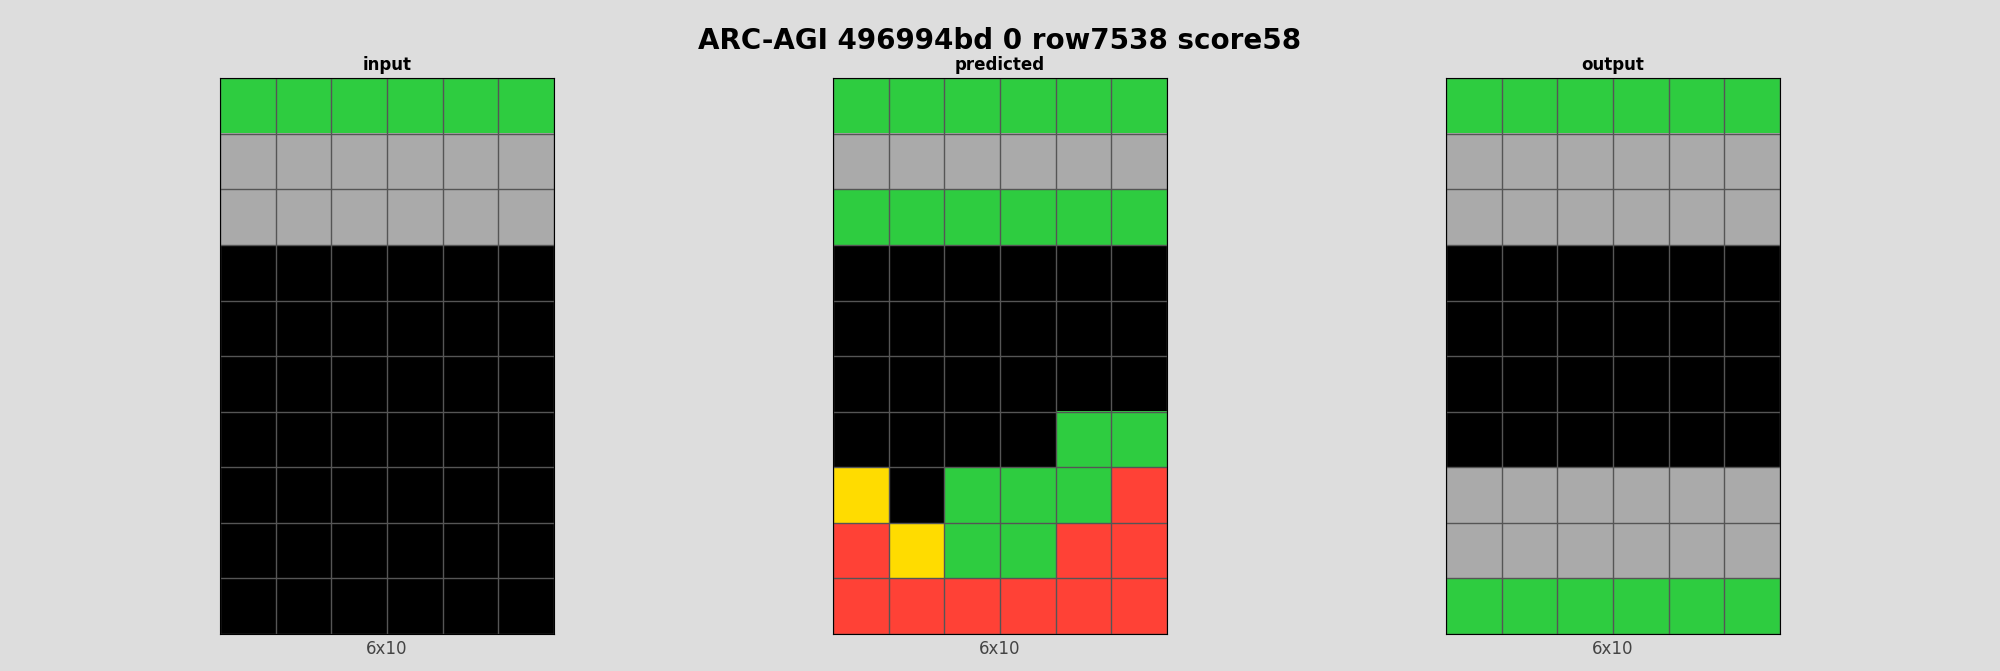 ARC-AGI 496994bd 0 row7538 score58
input
predicted
output
6x10
6x10
6x10